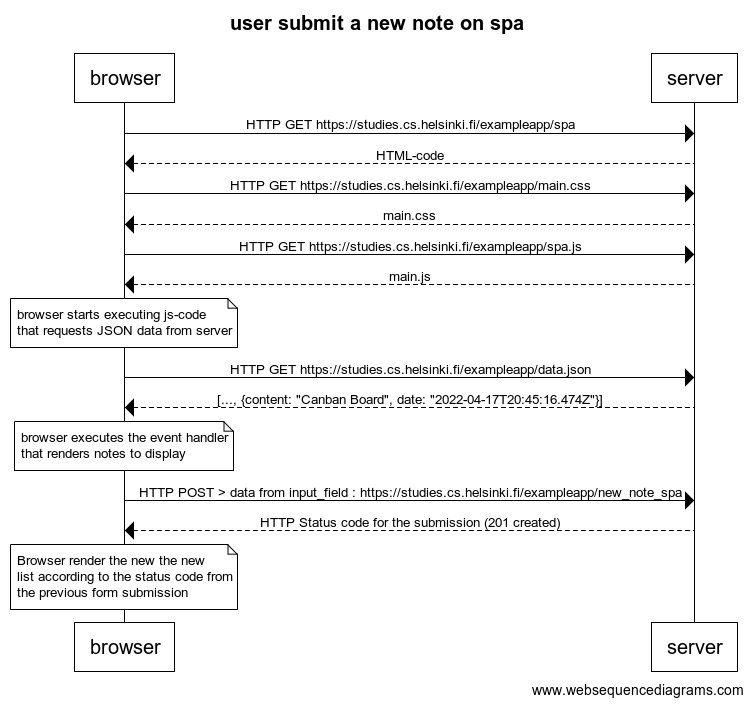 user submit a new note on spa
browser
server
HTTP GET https://studies.cs.helsinki.fi/exampleapp/spa
HTML-code
HTTP GET https://studies.cs.helsinki.fi/exampleapp/main.css
main.css
HTTP GET https://studies.cs.helsinki.fi/exampleapp/spa.js
main.js
browser starts executing js-code
that requests JSON data from server
HTTP GET https://studies.cs.helsinki.fi/exampleapp/data.json
[..., {content: "Canban Board", date: "2022-04-17T20:45:16.474Z"}]
browser executes the event handler
that renders notes to display
HTTP POST > data from input_field : https://studies.cs.helsinki.fi/exampleapp/new_note_spa
HTTP Status code for the submission (201 created)
Browser render the new the new
list according to the status code from
the previous form submission
browser
server
www.websequencediagrams.com